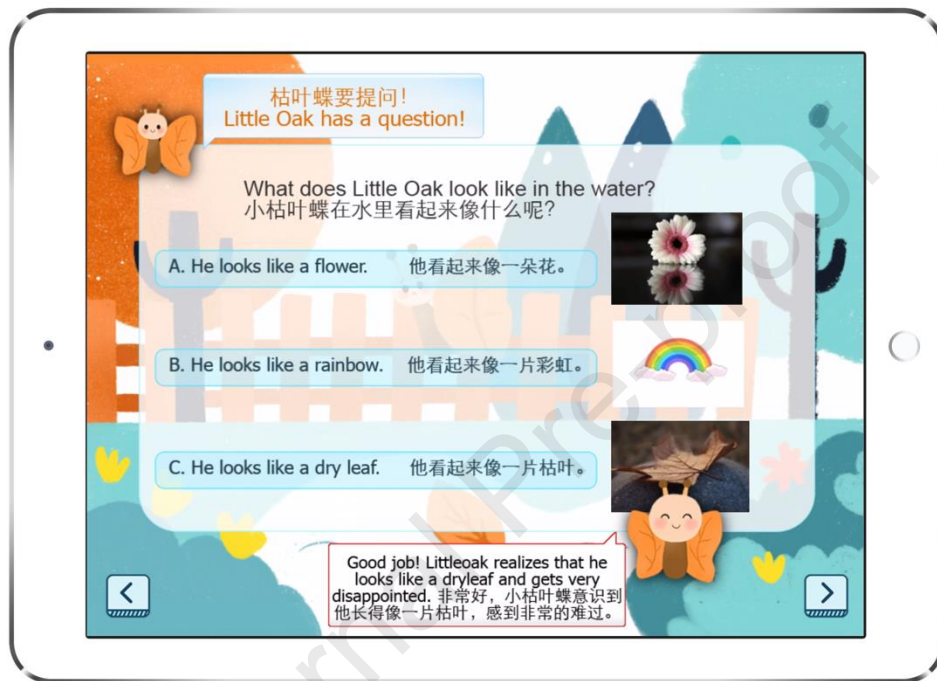 枯叶蝶要提问！
Little Oak has a question!
What does Little Oak look like in the water?
小枯叶蝶在水里看起来像什么呢？
A. He looks like a flower. 他看起来像一朵花。
B. He looks like a rainbow. 他看起来像一片彩虹。
C. He looks like a dry leaf. 他看起来像一片枯叶。
Good job! Littleoak realizes that he
looks like a dryleaf and gets very
disappointed. 非常好，小枯叶蝶意识到
他长得像一片枯叶，感到非常的难过。
Pre-proof